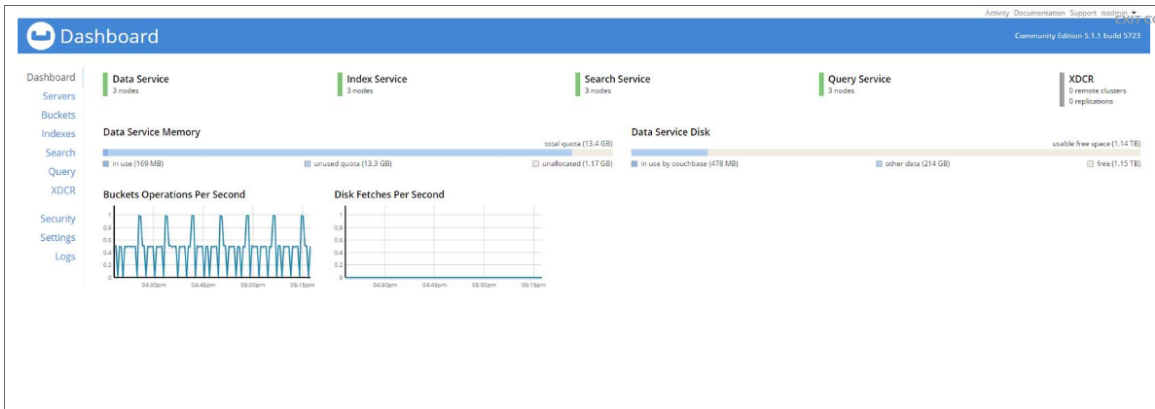 Activity Documentation Support isadmin
EXIT CO
Dashboard
Community Edition 5.1.1 build 5723
Dashboard
Servers
Buckets
Indexes
Search
Query
XDCR
Security
Settings
Logs
Data Service
3 nodes
Index Service
3 nodes
Search Service
3 nodes
Query Service
3 nodes
XDCR
0 remote clusters
0 replications
Data Service Memory
total quota (13.4 GB)
in use (169 MB) unused quota (13.3 GB) unallocated (1.17 GB)
Data Service Disk
usable free space (1.14 TB)
in use by couchbase (478 MB) other data (214 GB) free (1.15 TB)
Buckets Operations Per Second
1
0.8
0.6
0.4
0.2
0
04:30pm 04:45pm 05:00pm 05:15pm
Disk Fetches Per Second
1
0.8
0.6
0.4
0.2
0
04:30pm 04:45pm 05:00pm 05:15pm